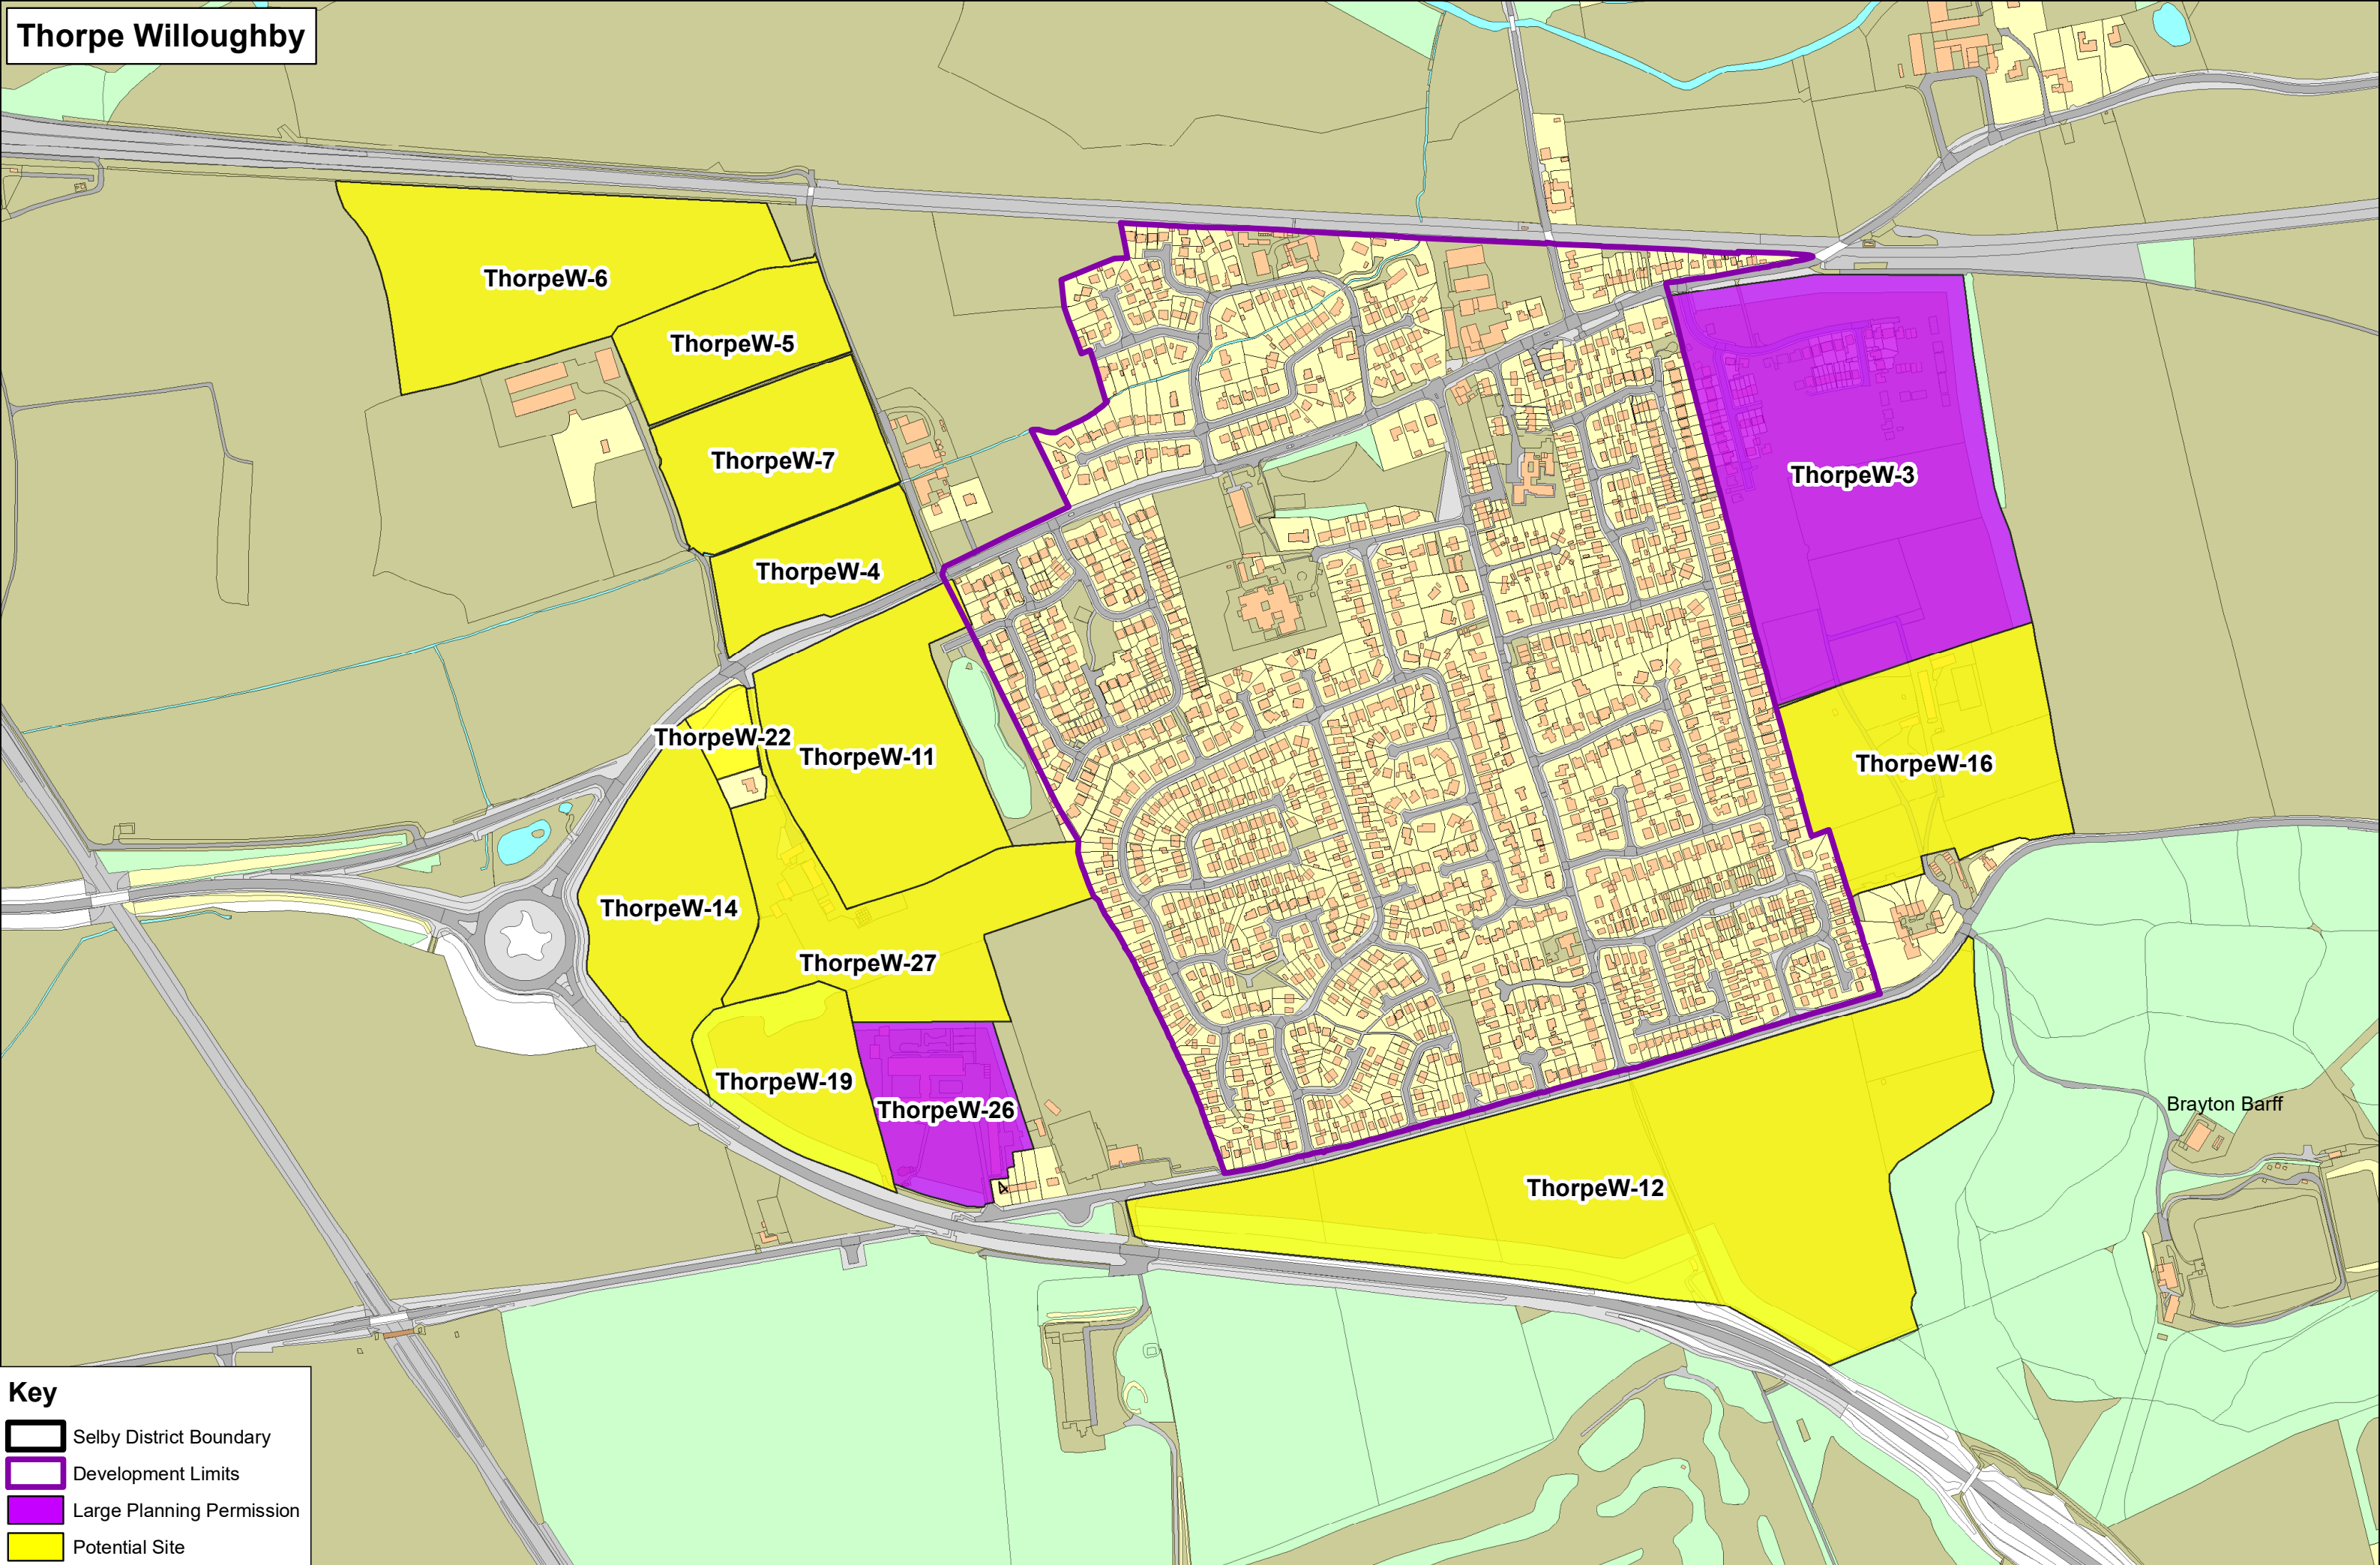 Thorpe Willoughby
ThorpeW-6
ThorpeW-5
ThorpeW-7
ThorpeW-3
ThorpeW-4
ThorpeW-22
ThorpeW-11
ThorpeW-16
ThorpeW-14
ThorpeW-27
ThorpeW-19
ThorpeW-26
Brayton Barff
ThorpeW-12
Key
Selby District Boundary
Development Limits
Large Planning Permission
Potential Site